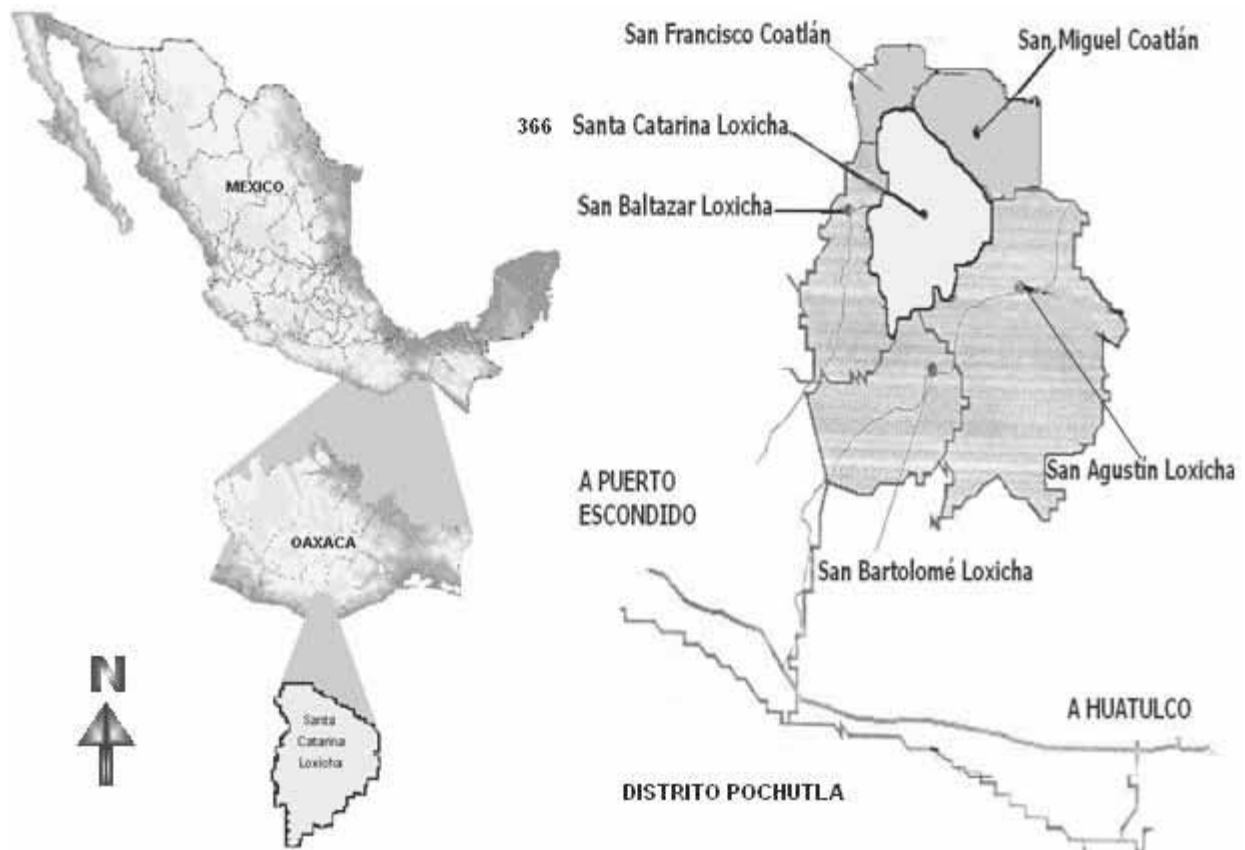 MEXICO
OAXACA
N
Santa
Catarina
Loxicha
San Francisco Coatlán
San Miguel Coatlán
366 Santa Catarina Loxicha
San Baltazar Loxicha
San Agustín Loxicha
A PUERTO
ESCONDIDO
San Bartolomé Loxicha
A HUATULCO
DISTRITO POCHUTLA